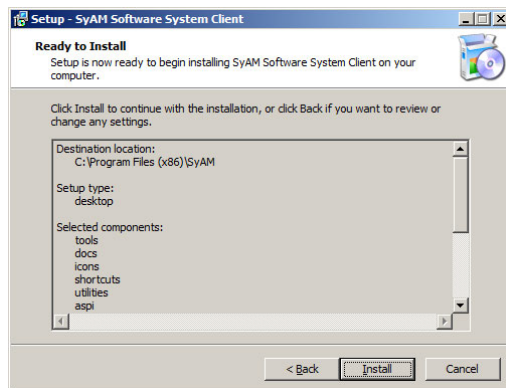 Setup - SyAM Software System Client
Ready to Install
Setup is now ready to begin installing SyAM Software System Client on your
computer.
Click Install to continue with the installation, or click Back if you want to review or
change any settings.
Destination location:
C:\Program Files (x86)\SyAM
Setup type:
desktop
Selected components:
tools
docs
icons
shortcuts
utilities
aspi
< Back
Install
Cancel